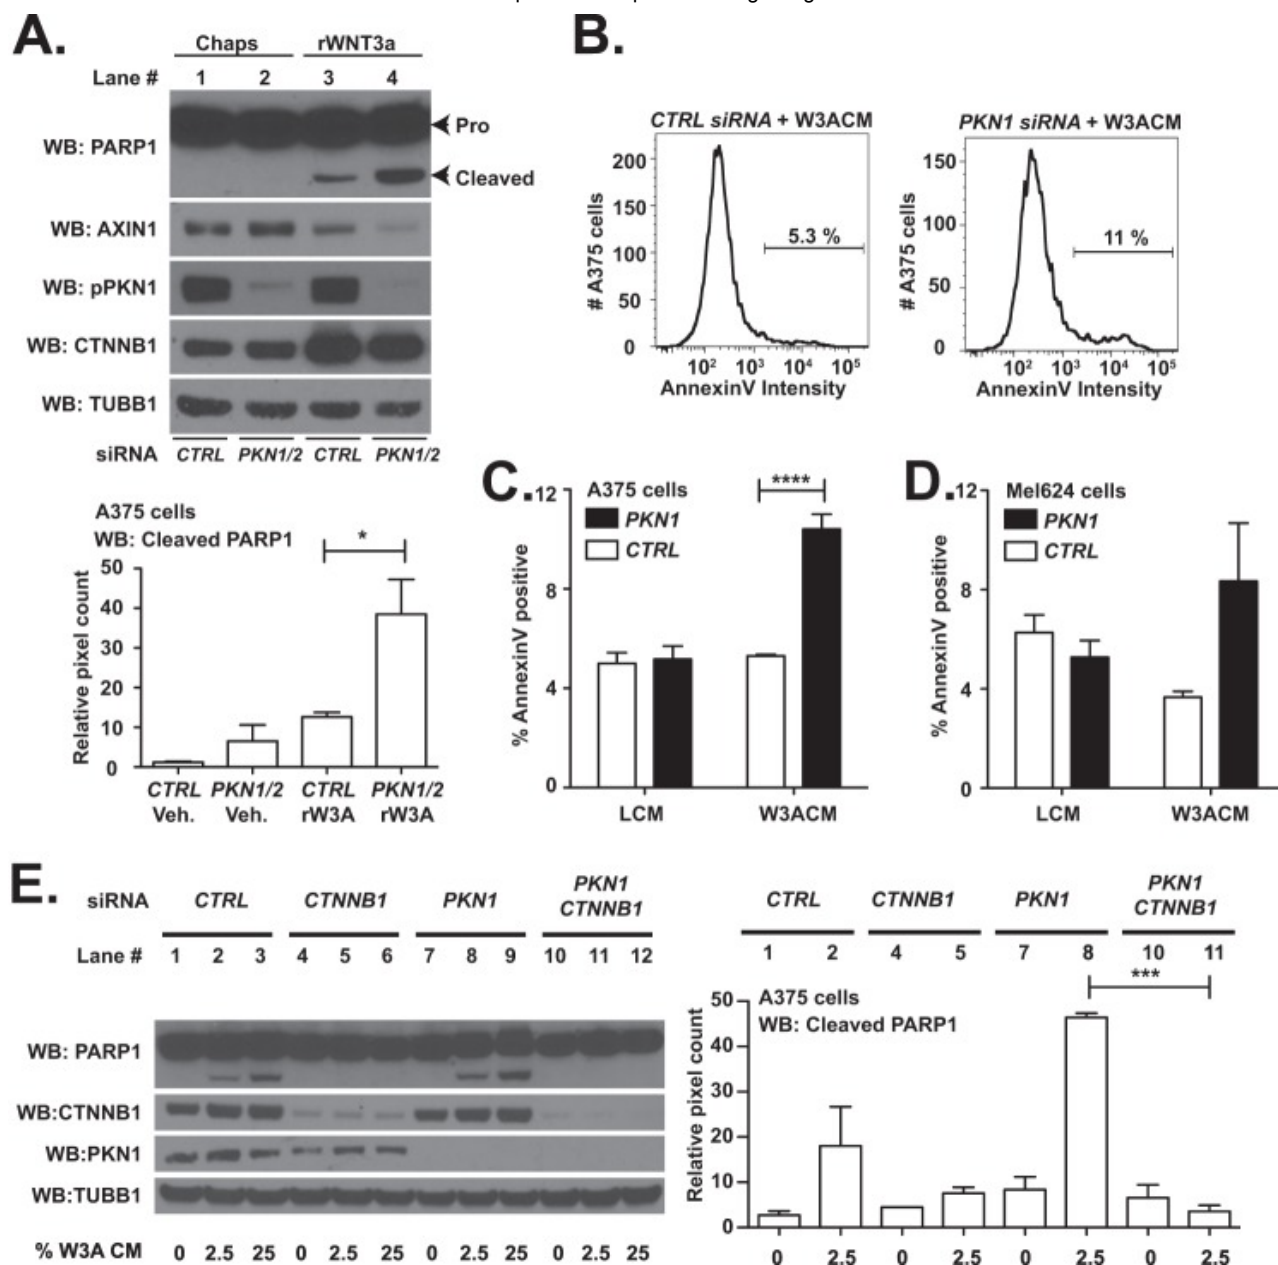 A.
Chaps rWNT3a
Lane # 1 2 3 4
WB: PARP1
Pro
Cleaved
WB: AXIN1
WB: pPKN1
WB: CTNNB1
WB: TUBB1
siRNA CTRL PKN1/2 CTRL PKN1/2
A375 cells
WB: Cleaved PARP1
*
Relative pixel count
50
40
30
20
10
0
CTRL PKN1/2 CTRL PKN1/2
Veh. Veh. rW3A rW3A
B.
CTRL siRNA + W3ACM
# A375 cells
200
150
100
50
0
5.3 %
10² 10³ 10⁴ 10⁵
AnnexinV Intensity
PKN1 siRNA + W3ACM
# A375 cells
150
100
50
0
11 %
10² 10³ 10⁴ 10⁵
AnnexinV Intensity
C.
A375 cells
PKN1
CTRL
****
% AnnexinV positive
12
8
4
0
LCM W3ACM
D.
Mel624 cells
PKN1
CTRL
% AnnexinV positive
12
8
4
0
LCM W3ACM
E.
siRNA CTRL CTNNB1 PKN1 PKN1
CTNNB1
Lane # 1 2 3 4 5 6 7 8 9 10 11 12
WB: PARP1
WB:CTNNB1
WB:PKN1
WB:TUBB1
% W3A CM 0 2.5 25 0 2.5 25 0 2.5 25 0 2.5 25
CTRL CTNNB1 PKN1 PKN1
CTNNB1
1 2 4 5 7 8 10 11
***
A375 cells
WB: Cleaved PARP1
Relative pixel count
50
40
30
20
10
0
0 2.5 0 2.5 0 2.5 0 2.5